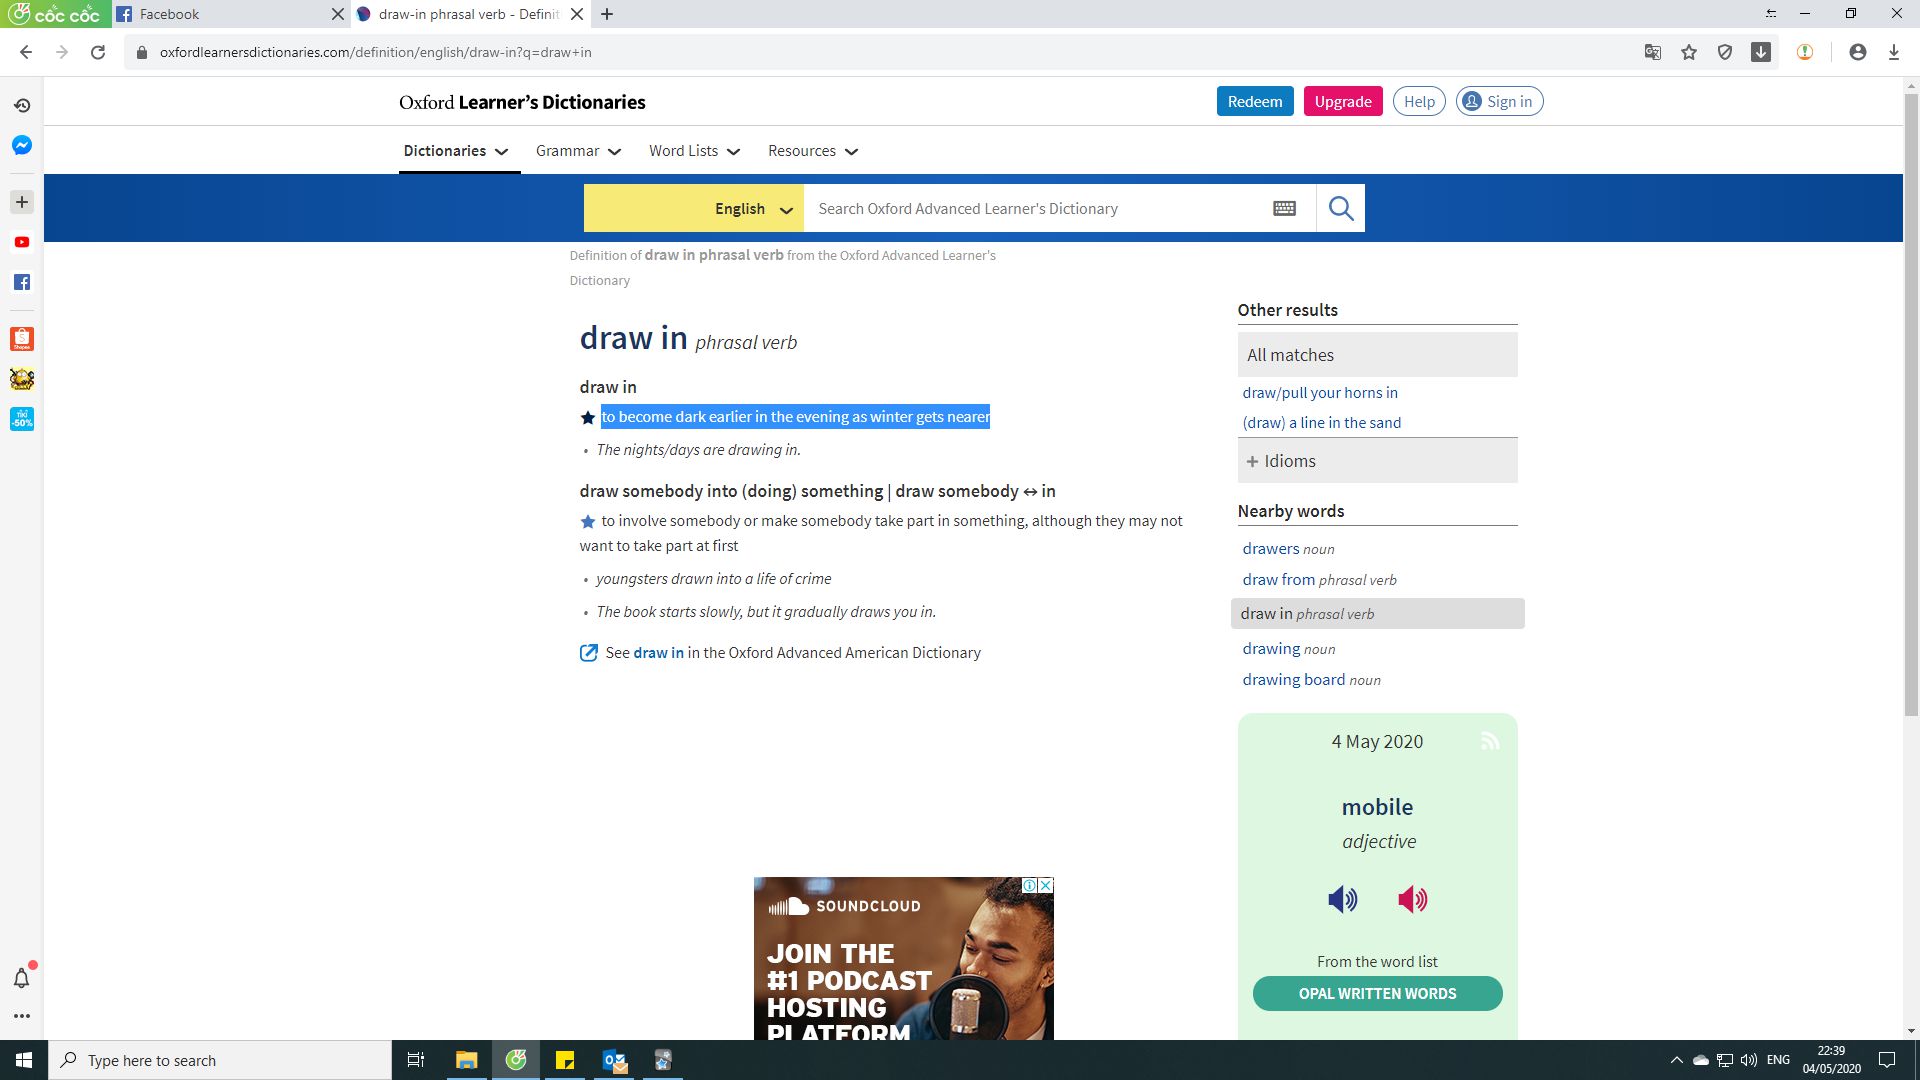 cốc cốc
Facebook
draw-in phrasal verb - Definit
oxfordlearnersdictionaries.com/definition/english/draw-in?q=draw+in
Oxford Learner's Dictionaries
Redeem
Upgrade
Help
Sign in
Dictionaries
Grammar
Word Lists
Resources
English
Search Oxford Advanced Learner's Dictionary
Definition of draw in phrasal verb from the Oxford Advanced Learner's
Dictionary
draw in phrasal verb
draw in
to become dark earlier in the evening as winter gets nearer
• The nights/days are drawing in.
draw somebody into (doing) something | draw somebody ↔ in
to involve somebody or make somebody take part in something, although they may not
want to take part at first
• youngsters drawn into a life of crime
• The book starts slowly, but it gradually draws you in.
See draw in in the Oxford Advanced American Dictionary
Other results
All matches
draw/pull your horns in
(draw) a line in the sand
+ Idioms
Nearby words
drawers noun
draw from phrasal verb
draw in phrasal verb
drawing noun
drawing board noun
4 May 2020
mobile
adjective
From the word list
OPAL WRITTEN WORDS
SOUNDCLOUD
JOIN THE
#1 PODCAST
HOSTING
PLATFORM
Shopee
tiki
-50%
Type here to search
ENG
22:39
04/05/2020